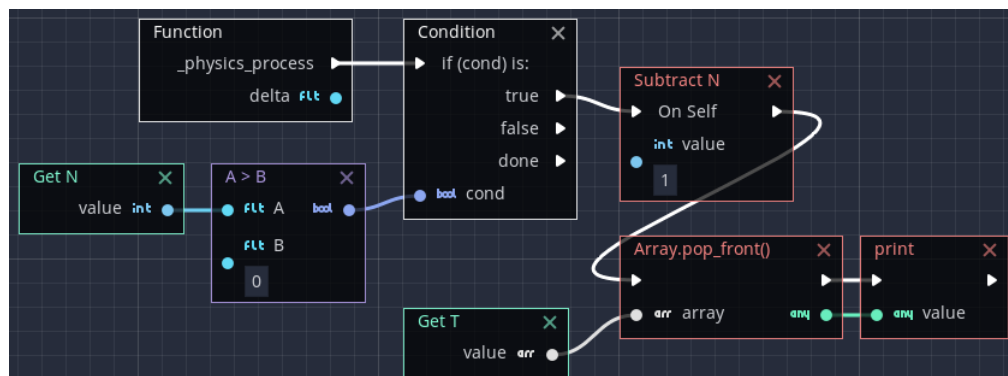 Function
_physics_process
delta flt
Condition
if (cond) is:
true
false
done
bool cond
Subtract N
On Self
int value
1
Get N
value int
A > B
flt A bool
flt B
0
Array.pop_front()
arr array any
print
any value
Get T
value arr